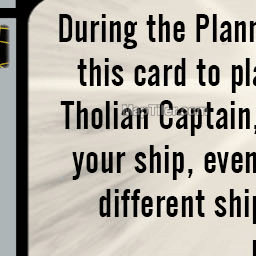 During the Plann
this card to pla
Tholian Captain,
your ship, even
different ship